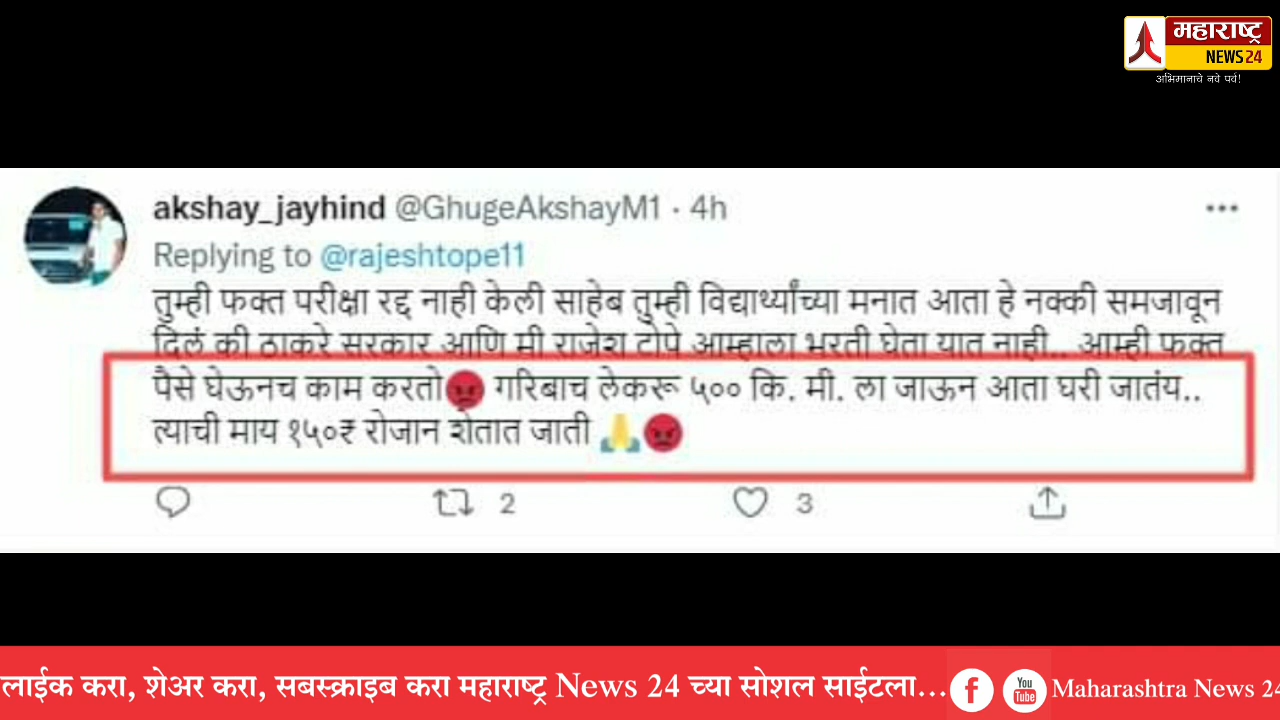 महाराष्ट्र
NEWS 24
अभिमानाचे नवे पर्व!
akshay_jayhind @GhugeAkshayM1 · 4h
Replying to @rajeshtope11
तुम्ही फक्त परीक्षा रद्द नाही केली साहेब तुम्ही विद्यार्थ्यांच्या मनात आता हे नक्की समजावून
दिलं की ठाकरे सरकार आणि मी राजेश टोपे आम्हाला भरती घेता यात नाही.. आम्ही फक्त
पैसे घेऊनच काम करतो😡 गरिबाच लेकरू ५०० कि. मी. ला जाऊन आता घरी जातंय..
त्याची माय १५०₹ रोजान शेतात जाती 🙏😡
2
3
लाईक करा, शेअर करा, सबस्क्राइब करा महाराष्ट्र News 24 च्या सोशल साईटला... f You Tube Maharashtra News 24